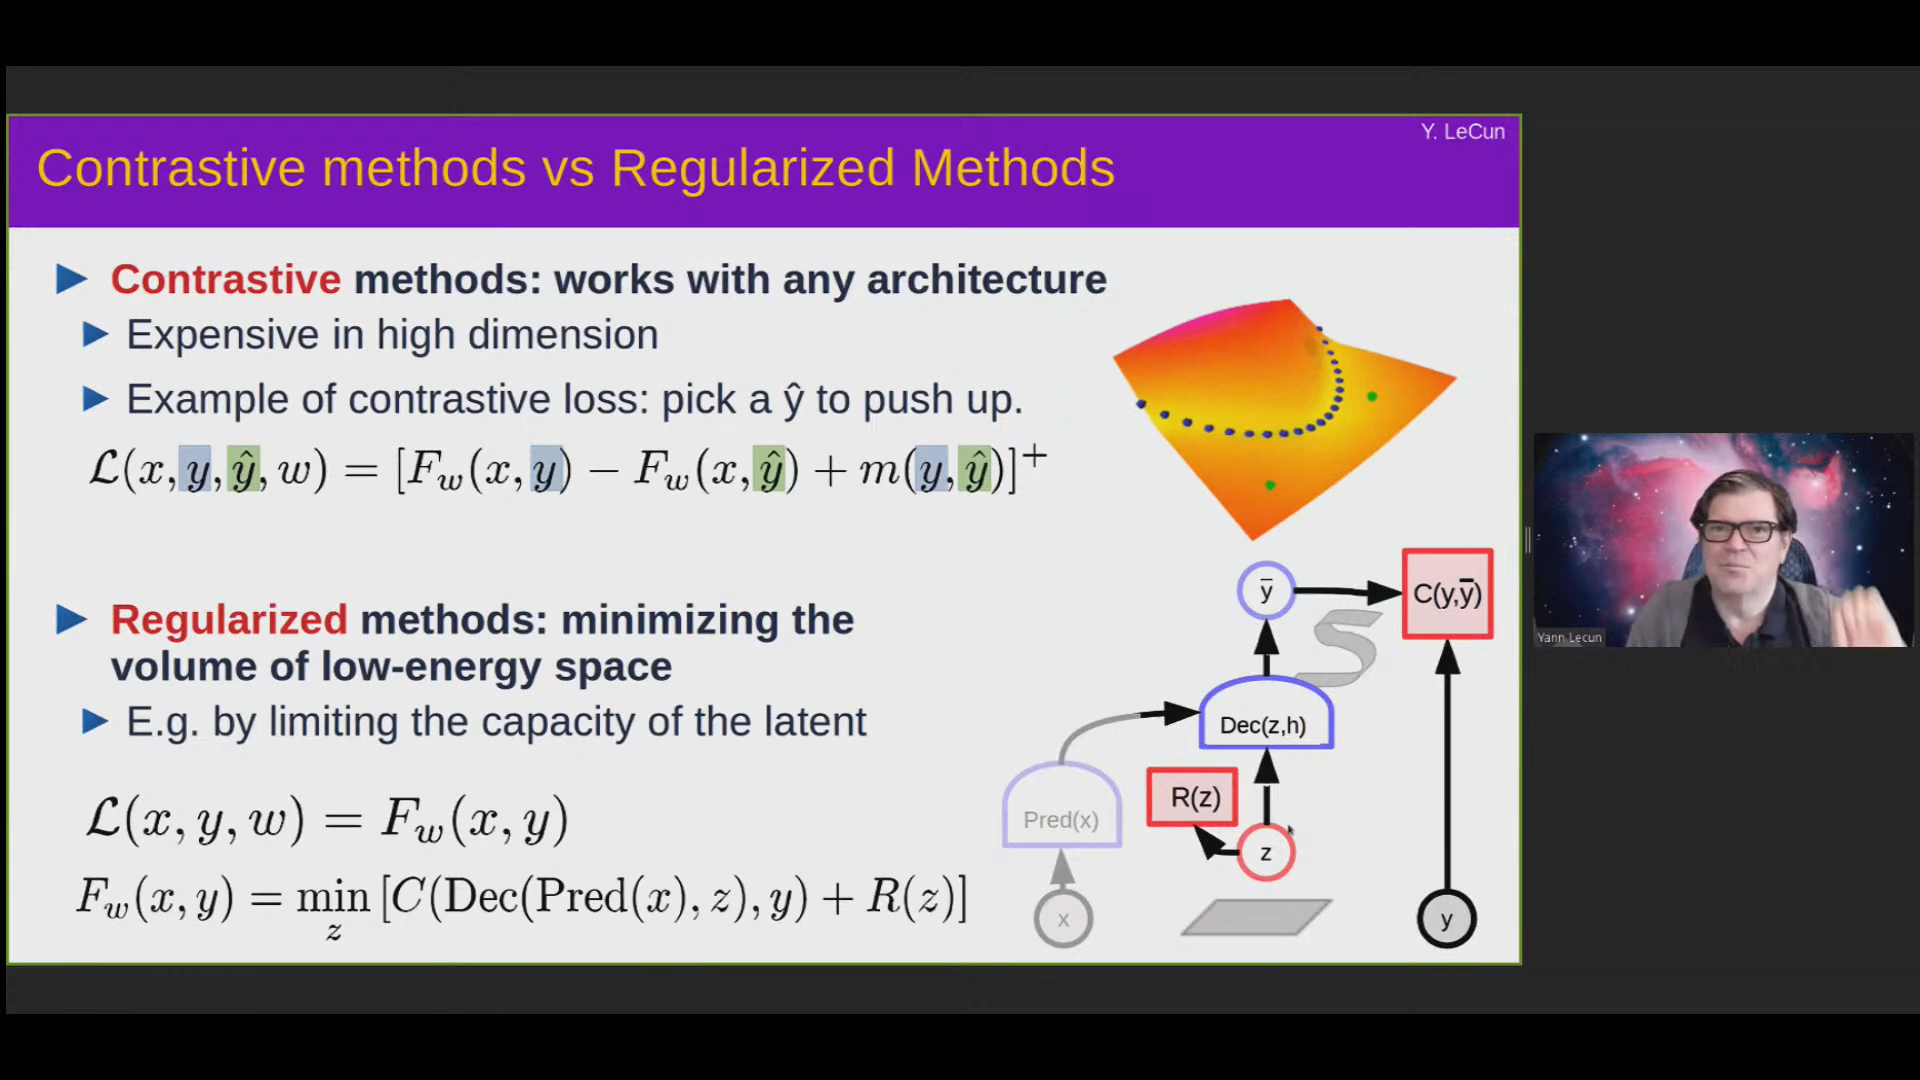 Y. LeCun
Contrastive methods vs Regularized Methods
Contrastive methods: works with any architecture
Expensive in high dimension
Example of contrastive loss: pick a ŷ to push up.
ℒ(x, y, ŷ, w) = [F_w(x, y) − F_w(x, ŷ) + m(y, ŷ)]⁺
Regularized methods: minimizing the
volume of low-energy space
E.g. by limiting the capacity of the latent
ℒ(x, y, w) = F_w(x, y)
F_w(x, y) = min_z [C(Dec(Pred(x), z), y) + R(z)]
ȳ
C(y,ȳ)
Dec(z,h)
R(z)
Pred(x)
z
x
y
Yann Lecun